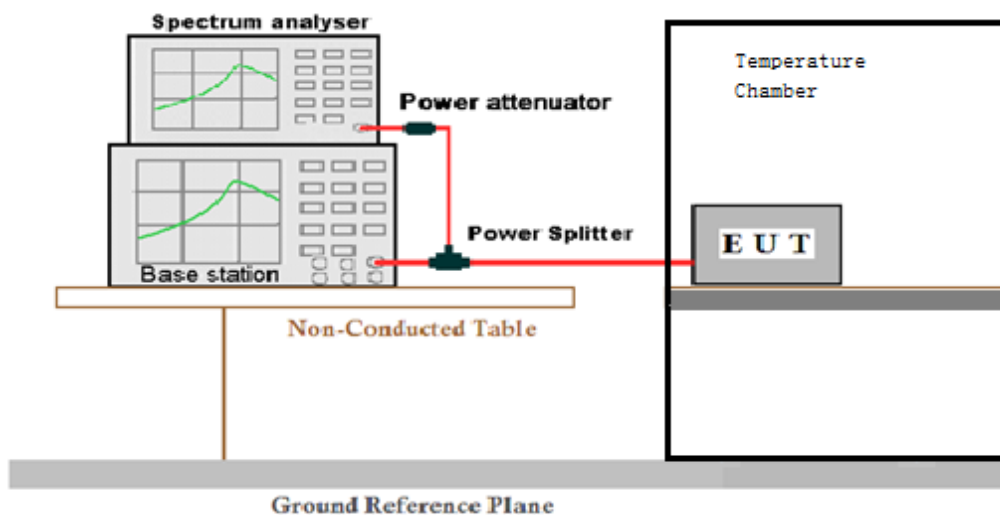 Spectrum analyser
Temperature
Chamber
Power attenuator
Power Splitter
E U T
Base station
Non-Conducted Table
Ground Reference Plane